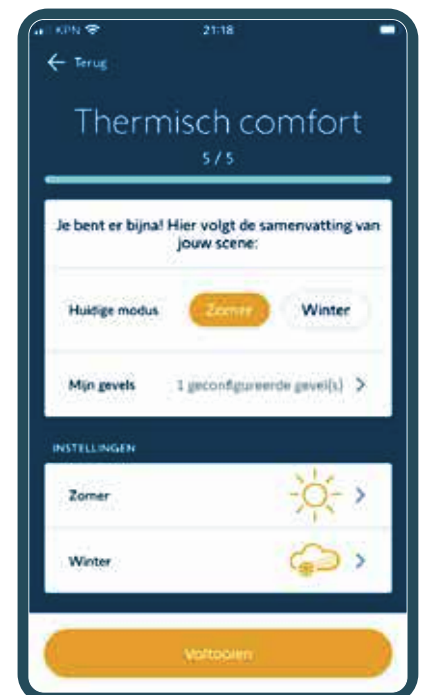 KPN 21:18
← Terug
Thermisch comfort
5 / 5
Je bent er bijna! Hier volgt de samenvatting van
jouw scene:
Huidige modus Zomer Winter
Mijn gevels 1 geconfigureerde gevel(s) >
INSTELLINGEN
Zomer >
Winter >
Voltooien